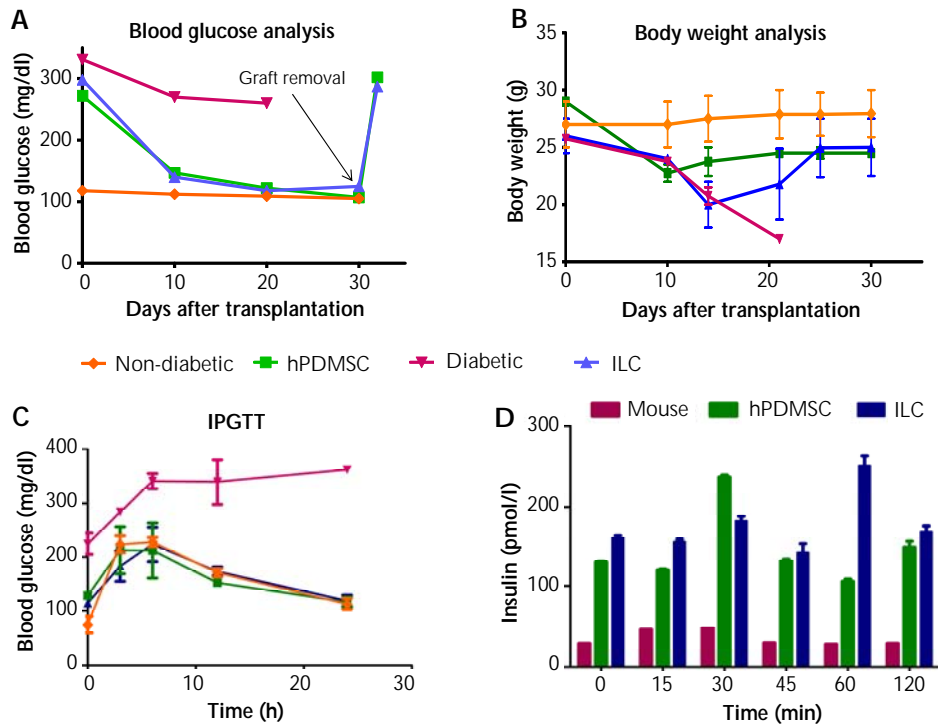 A
Blood glucose analysis
Blood glucose (mg/dl)
300
200
100
0
Graft removal
0 10 20 30
Days after transplantation
B
Body weight analysis
Body weight (g)
35
30
25
20
15
0 10 20 30
Days after transplantation
Non-diabetic hPDMSC Diabetic ILC
C
IPGTT
Blood glucose (mg/dl)
400
300
200
100
0
0 10 20 30
Time (h)
D
Mouse hPDMSC ILC
Insulin (pmol/l)
300
200
100
0
0 15 30 45 60 120
Time (min)